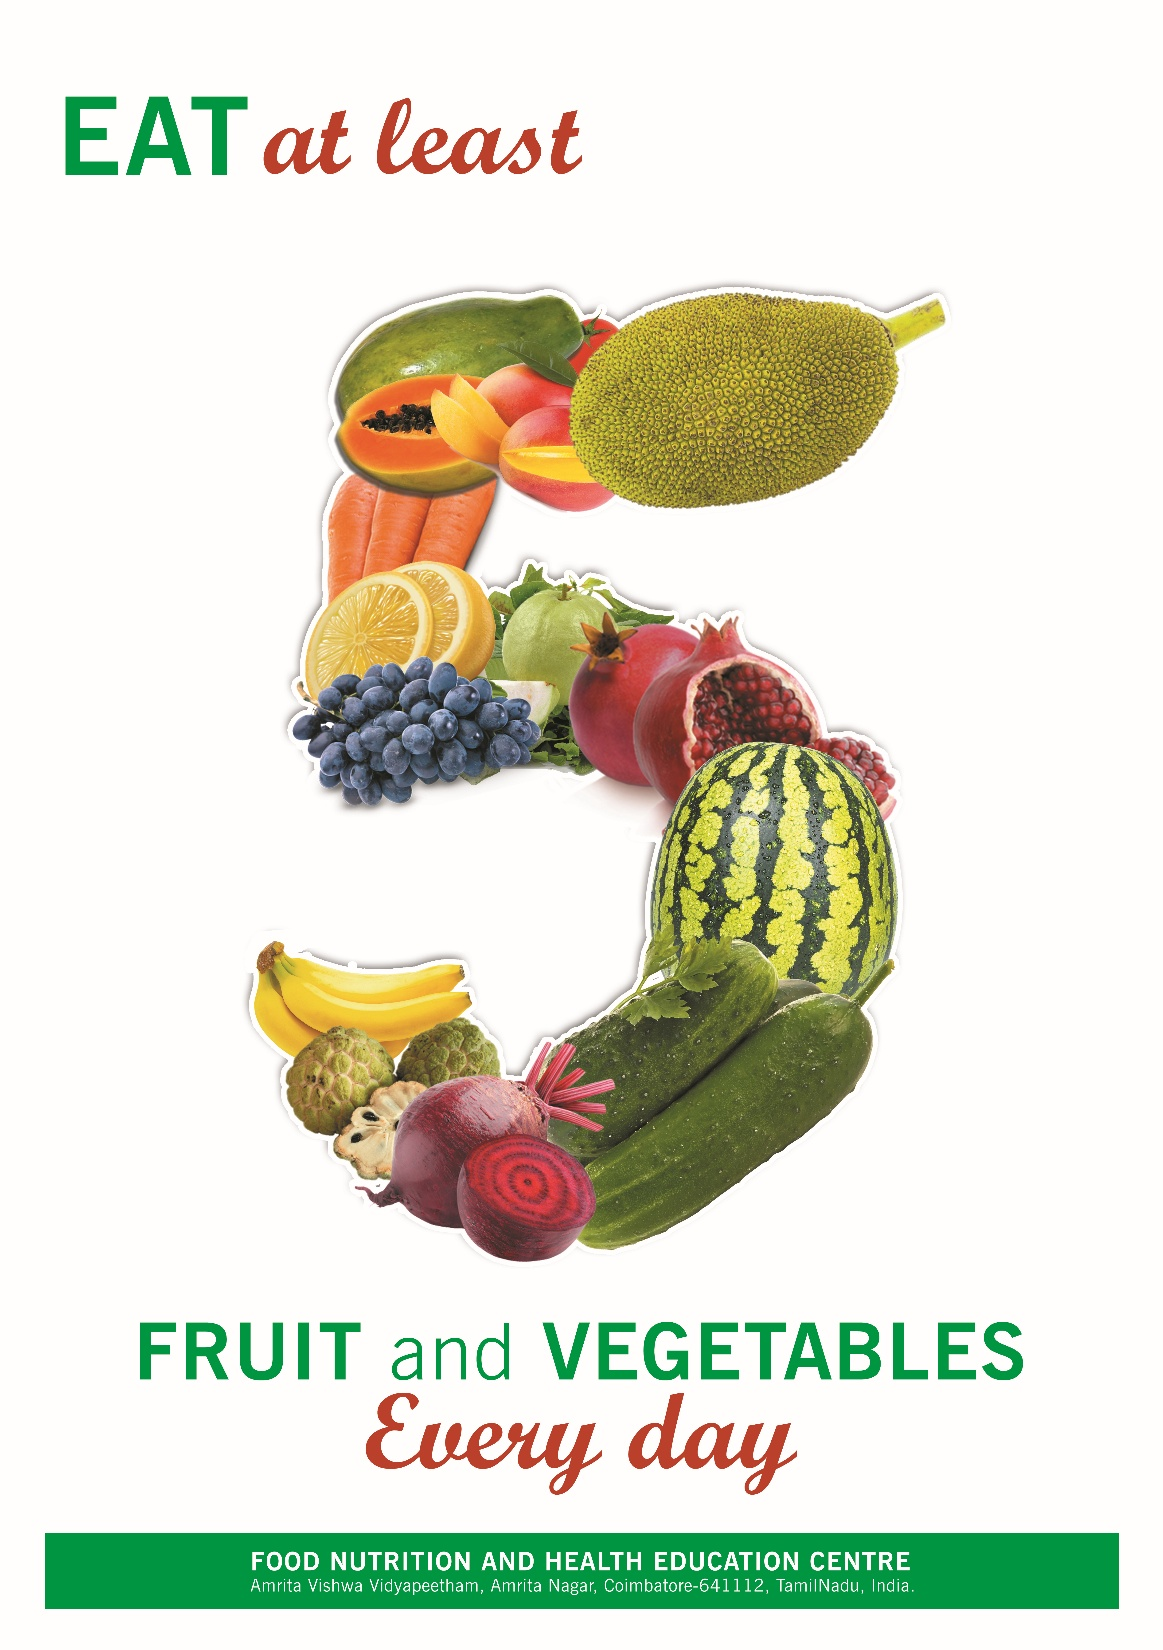 EAT at least
5
FRUIT and VEGETABLES
Every day
FOOD NUTRITION AND HEALTH EDUCATION CENTRE
Amrita Vishwa Vidyapeetham, Amrita Nagar, Coimbatore-641112, TamilNadu, India.